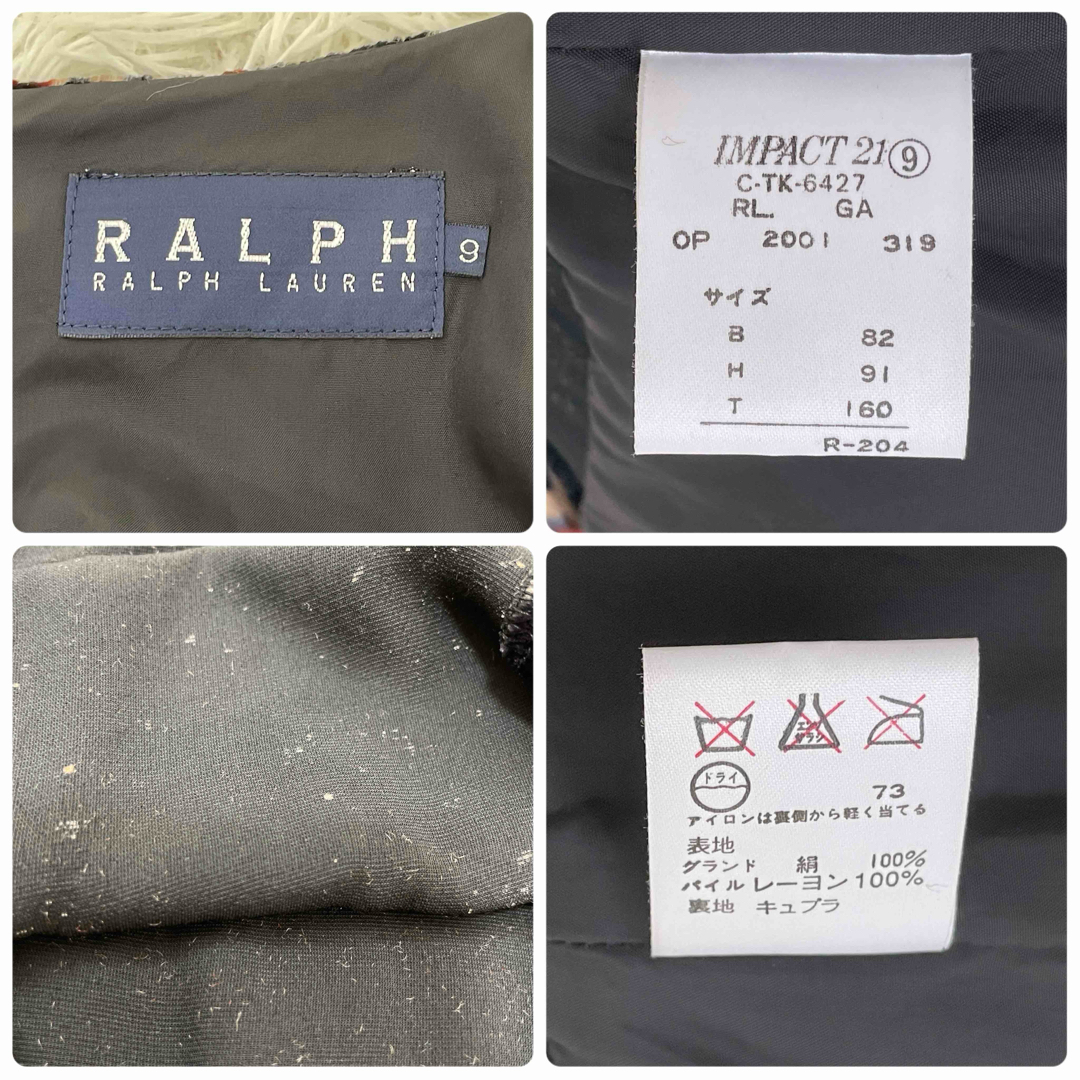 RALPH
RALPH LAUREN
9
IMPACT 21 ⑨
C-TK-6427
RL. GA
OP 2001 319
サイズ
B 82
H 91
T 160
R-204
エンソ
サラシ
ドライ
73
アイロンは裏側から軽く当てる
表地
グランド 絹 100%
パイル レーヨン 100%
裏地 キュプラ